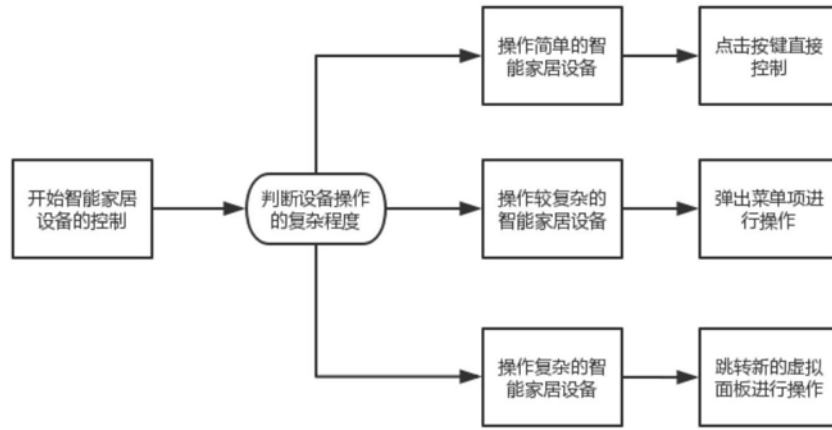 操作简单的智
能家居设备
点击按键直接
控制
开始智能家居
设备的控制
判断设备操作
的复杂程度
操作较复杂的
智能家居设备
弹出菜单项进
行操作
操作复杂的智
能家居设备
跳转新的虚拟
面板进行操作